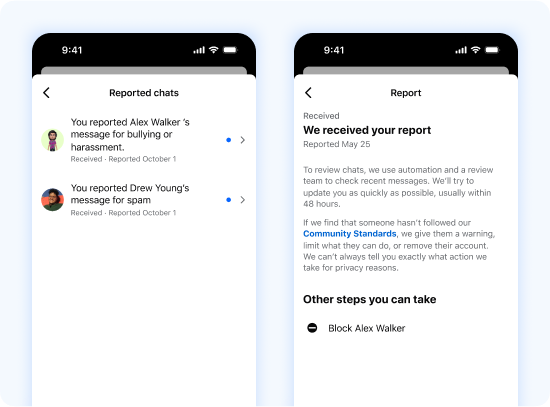 9:41
Reported chats
You reported Alex Walker 's
message for bullying or
harassment.
Received · Reported October 1
You reported Drew Young's
message for spam
Received · Reported October 1
9:41
Report
Received
We received your report
Reported May 25
To review chats, we use automation and a review
team to check recent messages. We'll try to
update you as quickly as possible, usually within
48 hours.
If we find that someone hasn't followed our
Community Standards, we give them a warning,
limit what they can do, or remove their account.
We can't always tell you exactly what action we
take for privacy reasons.
Other steps you can take
Block Alex Walker